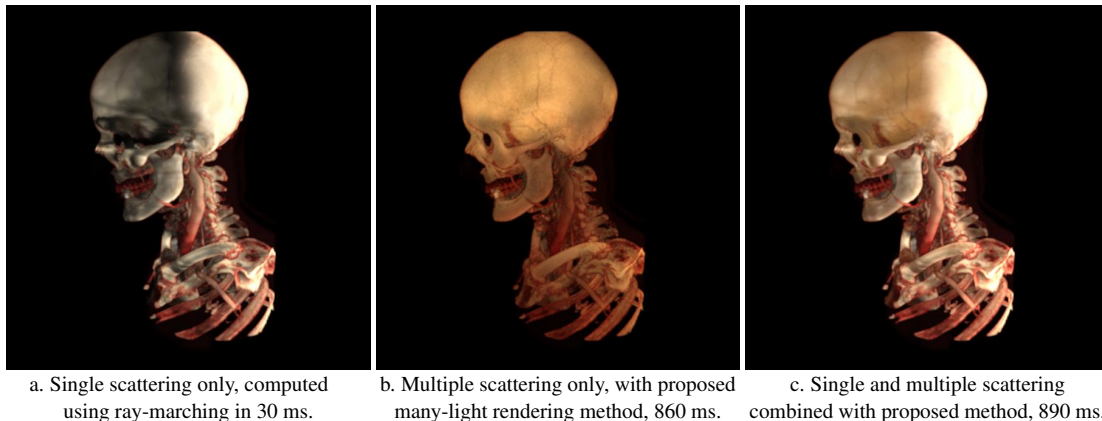 a. Single scattering only, computed
using ray-marching in 30 ms.
b. Multiple scattering only, with proposed
many-light rendering method, 860 ms.
c. Single and multiple scattering
combined with proposed method, 890 ms.